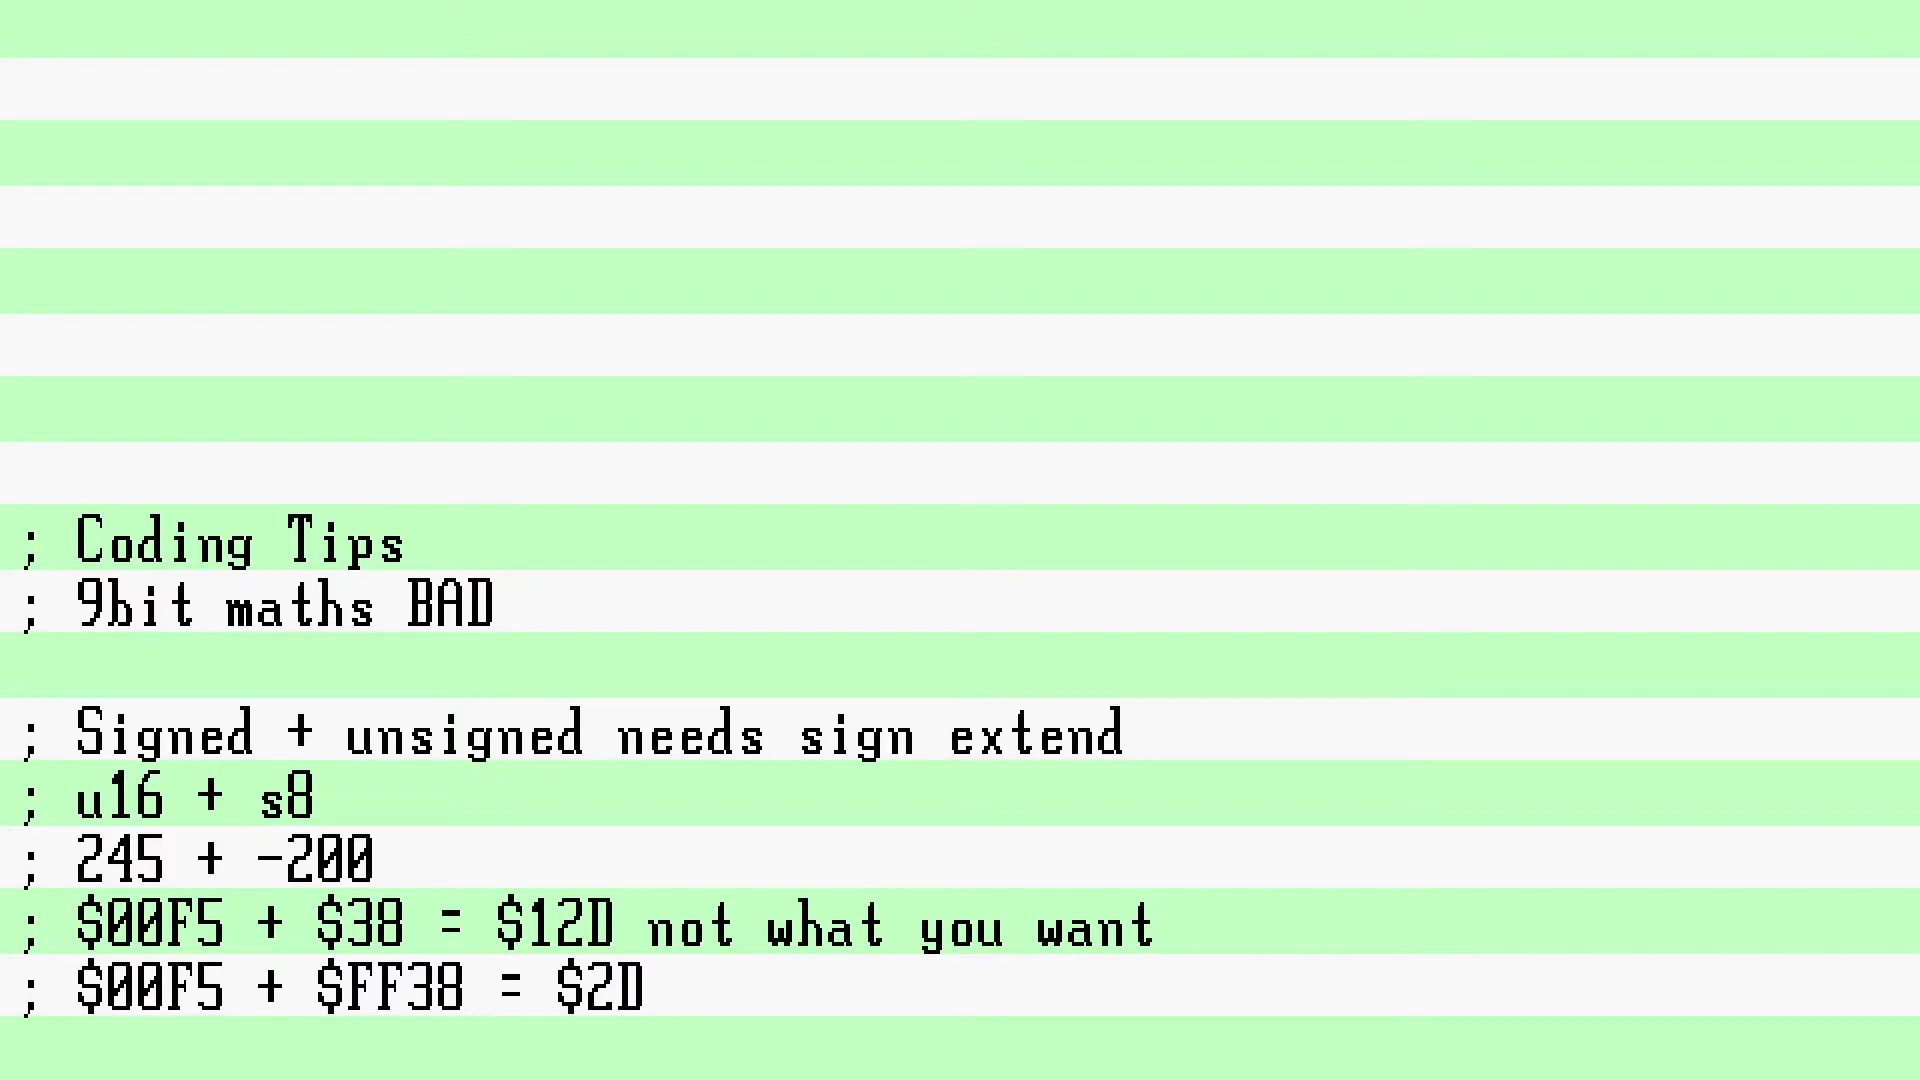 ; Coding Tips
; 9bit maths BAD
; Signed + unsigned needs sign extend
; u16 + s8
; 245 + -200
; $00F5 + $38 = $12D not what you want
; $00F5 + $FF38 = $2D